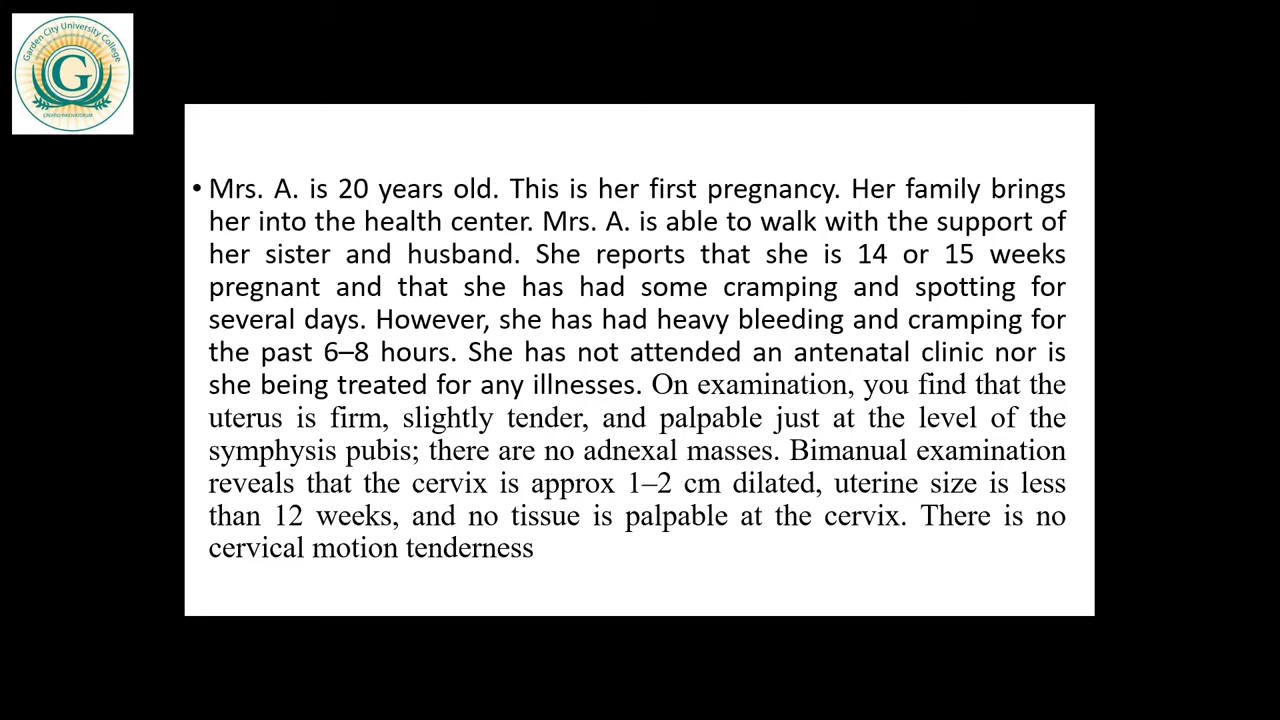 Garden City University College
G
• Mrs. A. is 20 years old. This is her first pregnancy. Her family brings
her into the health center. Mrs. A. is able to walk with the support of
her sister and husband. She reports that she is 14 or 15 weeks
pregnant and that she has had some cramping and spotting for
several days. However, she has had heavy bleeding and cramping for
the past 6–8 hours. She has not attended an antenatal clinic nor is
she being treated for any illnesses. On examination, you find that the
uterus is firm, slightly tender, and palpable just at the level of the
symphysis pubis; there are no adnexal masses. Bimanual examination
reveals that the cervix is approx 1–2 cm dilated, uterine size is less
than 12 weeks, and no tissue is palpable at the cervix. There is no
cervical motion tenderness